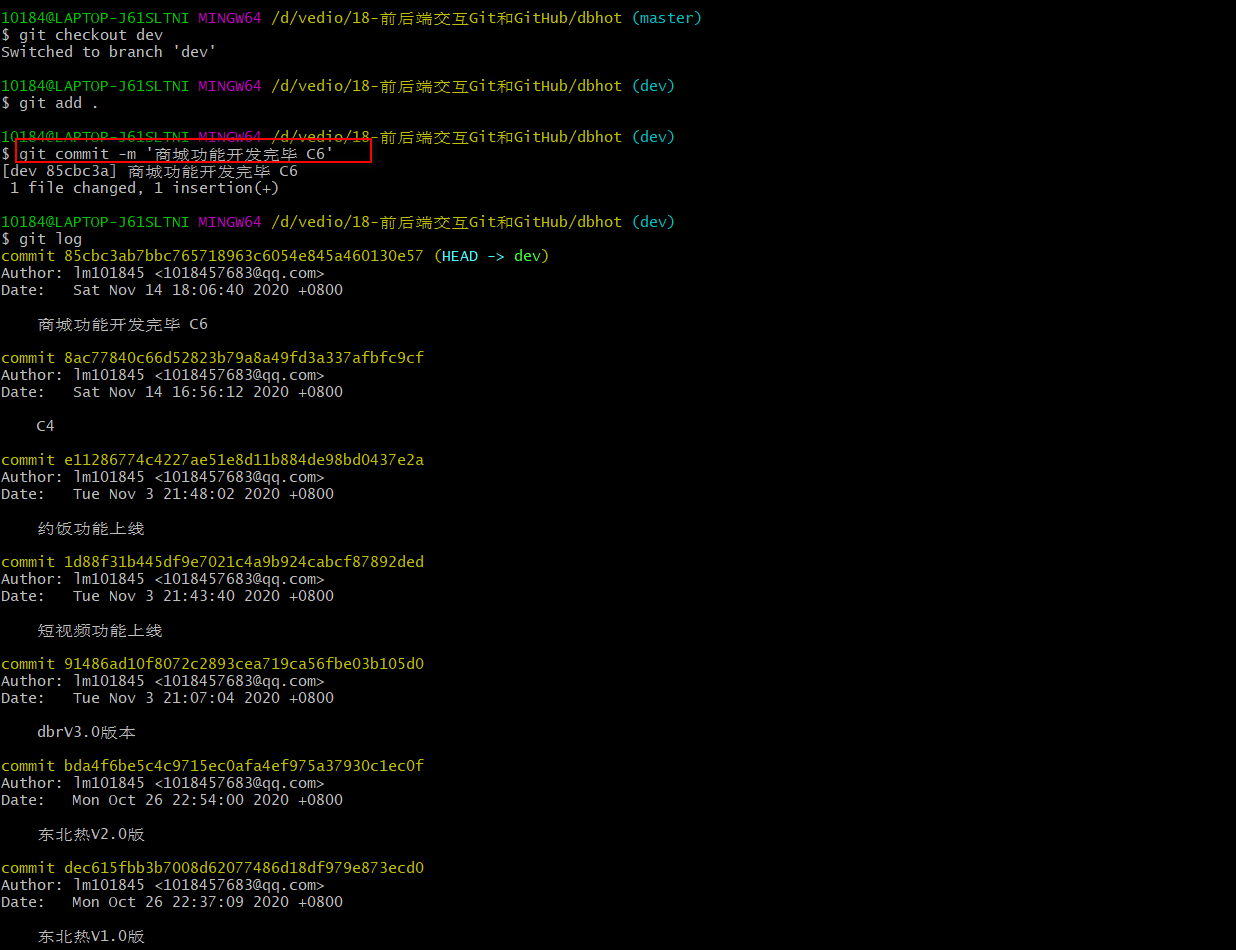 10184@LAPTOP-J61SLTNI MINGW64 /d/vedio/18-前后端交互Git和GitHub/dbhot (master)
$ git checkout dev
Switched to branch 'dev'
10184@LAPTOP-J61SLTNI MINGW64 /d/vedio/18-前后端交互Git和GitHub/dbhot (dev)
$ git add .
10184@LAPTOP-J61SLTNI MINGW64 /d/vedio/18-前后端交互Git和GitHub/dbhot (dev)
$ git commit -m '商城功能开发完毕 C6'
[dev 85cbc3a] 商城功能开发完毕 C6
 1 file changed, 1 insertion(+)
10184@LAPTOP-J61SLTNI MINGW64 /d/vedio/18-前后端交互Git和GitHub/dbhot (dev)
$ git log
commit 85cbc3ab7bbc765718963c6054e845a460130e57 (HEAD -> dev)
Author: lm101845 <1018457683@qq.com>
Date:   Sat Nov 14 18:06:40 2020 +0800
    商城功能开发完毕 C6
commit 8ac77840c66d52823b79a8a49fd3a337afbfc9cf
Author: lm101845 <1018457683@qq.com>
Date:   Sat Nov 14 16:56:12 2020 +0800
    C4
commit e11286774c4227ae51e8d11b884de98bd0437e2a
Author: lm101845 <1018457683@qq.com>
Date:   Tue Nov 3 21:48:02 2020 +0800
    约饭功能上线
commit 1d88f31b445df9e7021c4a9b924cabcf87892ded
Author: lm101845 <1018457683@qq.com>
Date:   Tue Nov 3 21:43:40 2020 +0800
    短视频功能上线
commit 91486ad10f8072c2893cea719ca56fbe03b105d0
Author: lm101845 <1018457683@qq.com>
Date:   Tue Nov 3 21:07:04 2020 +0800
    dbrV3.0版本
commit bda4f6be5c4c9715ec0afa4ef975a37930c1ec0f
Author: lm101845 <1018457683@qq.com>
Date:   Mon Oct 26 22:54:00 2020 +0800
    东北热V2.0版
commit dec615fbb3b7008d62077486d18df979e873ecd0
Author: lm101845 <1018457683@qq.com>
Date:   Mon Oct 26 22:37:09 2020 +0800
    东北热V1.0版